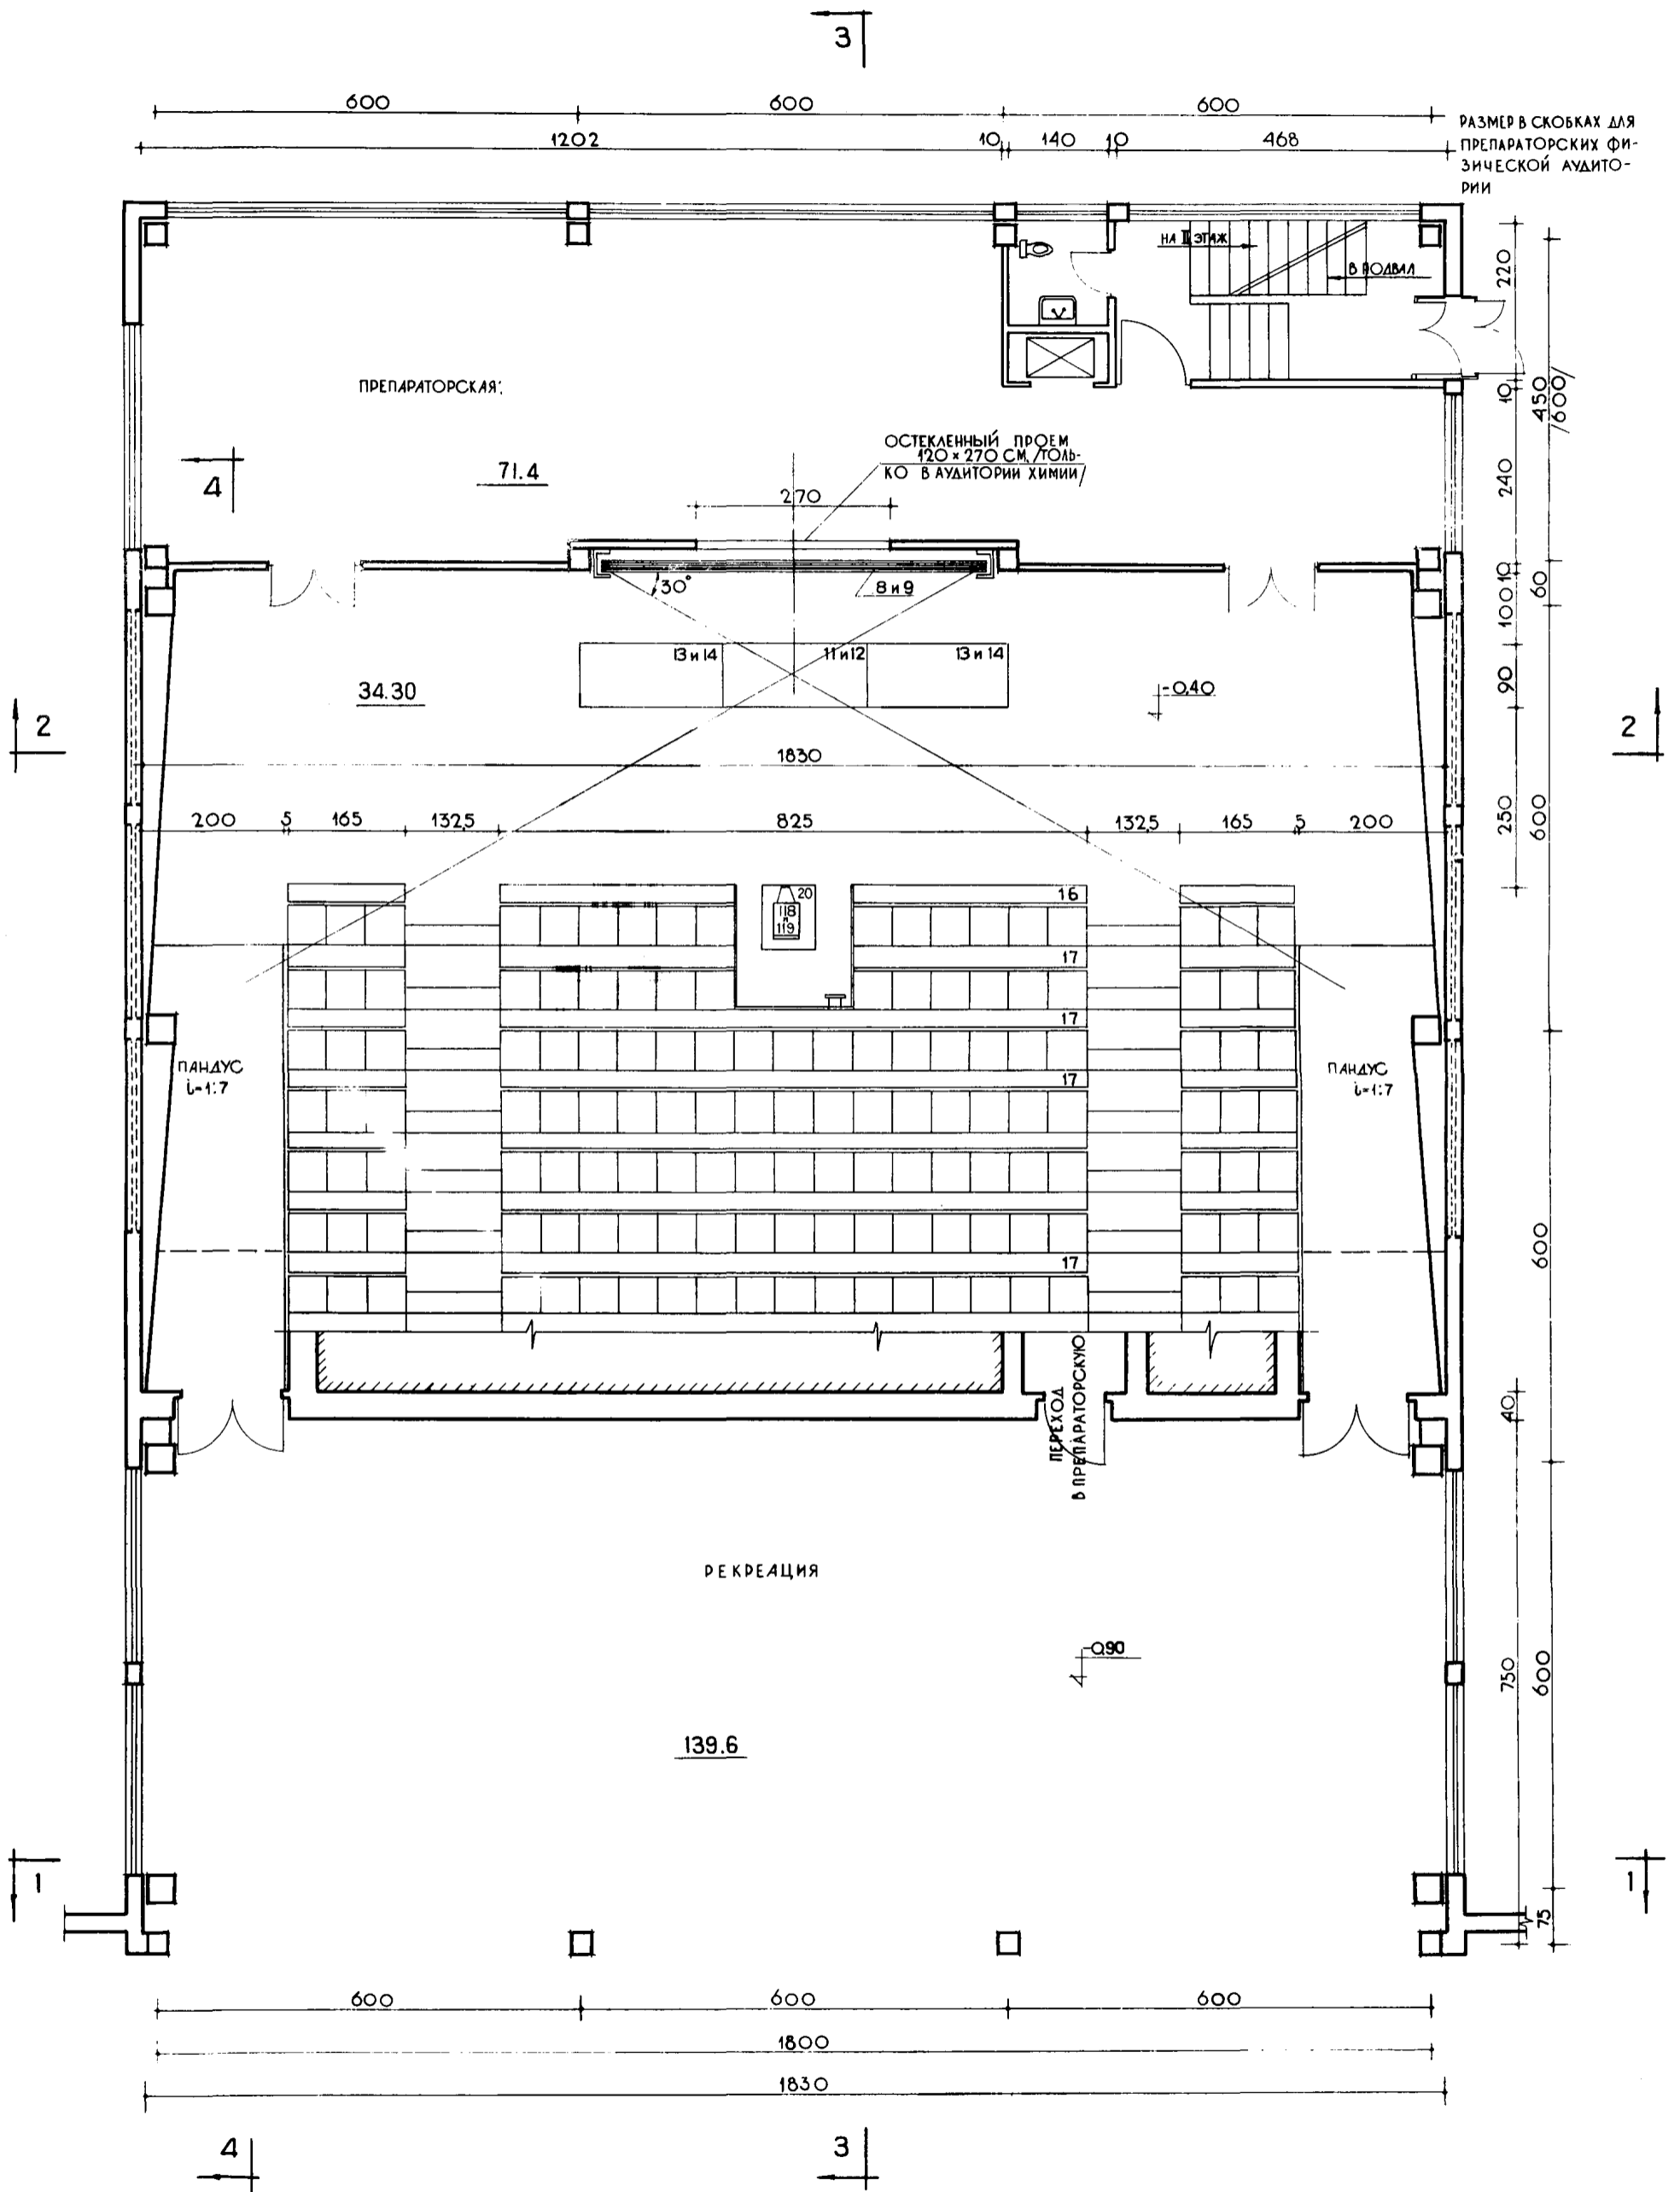 3
600
600
600
РАЗМЕР В СКОБКАХ ДЛЯ
ПРЕПАРАТОРСКИХ ФИ-
ЗИЧЕСКОЙ АУДИТО-
РИИ
1202
10
140
10
468
НА II ЭТАЖ
В ПОДВАЛ
220
ПРЕПАРАТОРСКАЯ
10
450
/600/
ОСТЕКЛЕННЫЙ ПРОЕМ
120 × 270 СМ. /ТОЛЬ-
КО В АУДИТОРИИ ХИМИИ/
4
71.4
240
270
30°
8 и 9
10
60
100
13 и 14
11 и 12
13 и 14
34.30
-0.40
90
2
2
1830
200
5
165
132,5
825
132,5
165
5
200
250
600
20
118
и
119
16
17
17
ПАНДУС
i=1:7
17
ПАНДУС
i=1:7
17
600
ПЕРЕХОД
В ПРЕПАРАТОРСКУЮ
40
РЕКРЕАЦИЯ
-0.90
750
600
139.6
1
1
75
600
600
600
1800
1830
4
3